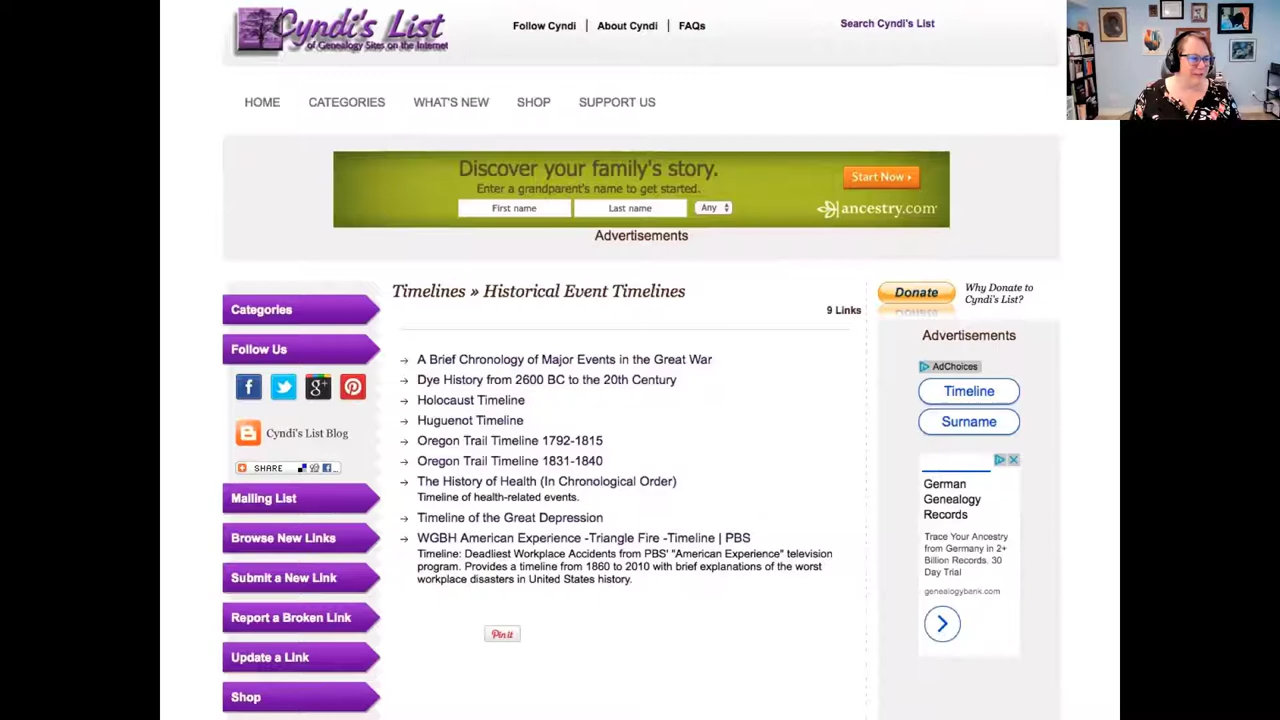 Cyndi's List
of Genealogy Sites on the Internet
Follow Cyndi | About Cyndi | FAQs
Search Cyndi's List
HOME CATEGORIES WHAT'S NEW SHOP SUPPORT US
Discover your family's story.
Enter a grandparent's name to get started.
First name Last name Any
Start Now
ancestry.com
Advertisements
Categories
Follow Us
Cyndi's List Blog
SHARE
Mailing List
Browse New Links
Submit a New Link
Report a Broken Link
Update a Link
Shop
Timelines » Historical Event Timelines
9 Links
→ A Brief Chronology of Major Events in the Great War
→ Dye History from 2600 BC to the 20th Century
→ Holocaust Timeline
→ Huguenot Timeline
→ Oregon Trail Timeline 1792-1815
→ Oregon Trail Timeline 1831-1840
→ The History of Health (In Chronological Order)
Timeline of health-related events.
→ Timeline of the Great Depression
→ WGBH American Experience -Triangle Fire -Timeline | PBS
Timeline: Deadliest Workplace Accidents from PBS' "American Experience" television
program. Provides a timeline from 1860 to 2010 with brief explanations of the worst
workplace disasters in United States history.
Pin it
Donate
Why Donate to
Cyndi's List?
Advertisements
AdChoices
Timeline
Surname
German
Genealogy
Records
Trace Your Ancestry
from Germany in 2+
Billion Records. 30
Day Trial
genealogybank.com